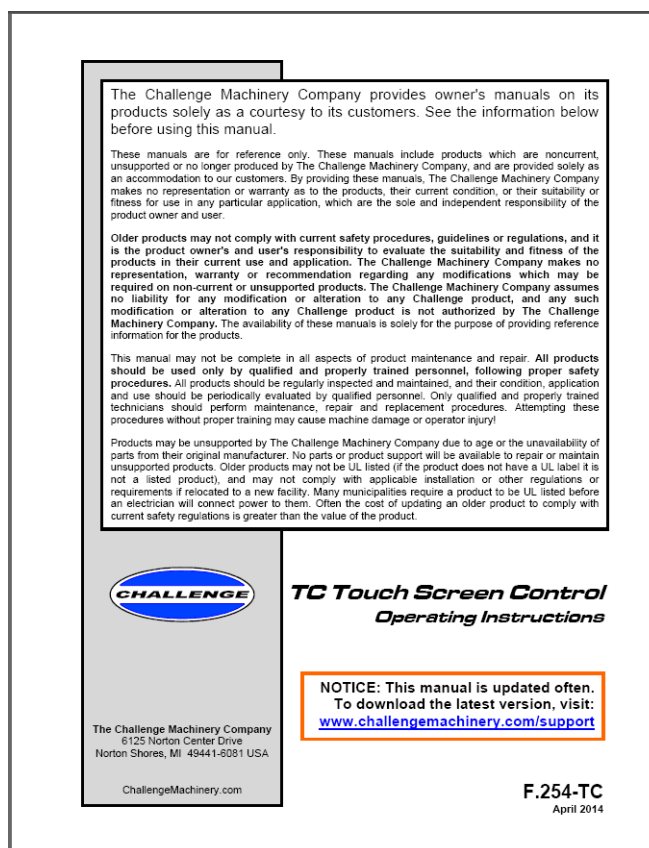 The Challenge Machinery Company provides owner's manuals on its
products solely as a courtesy to its customers. See the information below
before using this manual.
These manuals are for reference only. These manuals include products which are noncurrent,
unsupported or no longer produced by The Challenge Machinery Company, and are provided solely as
an accommodation to our customers. By providing these manuals, The Challenge Machinery Company
makes no representation or warranty as to the products, their current condition, or their suitability or
fitness for use in any particular application, which are the sole and independent responsibility of the
product owner and user.
Older products may not comply with current safety procedures, guidelines or regulations, and it
is the product owner's and user's responsibility to evaluate the suitability and fitness of the
products in their current use and application. The Challenge Machinery Company makes no
representation, warranty or recommendation regarding any modifications which may be
required on non-current or unsupported products. The Challenge Machinery Company assumes
no liability for any modification or alteration to any Challenge product, and any such
modification or alteration to any Challenge product is not authorized by The Challenge
Machinery Company. The availability of these manuals is solely for the purpose of providing reference
information for the products.
This manual may not be complete in all aspects of product maintenance and repair. All products
should be used only by qualified and properly trained personnel, following proper safety
procedures. All products should be regularly inspected and maintained, and their condition, application
and use should be periodically evaluated by qualified personnel. Only qualified and properly trained
technicians should perform maintenance, repair and replacement procedures. Attempting these
procedures without proper training may cause machine damage or operator injury!
Products may be unsupported by The Challenge Machinery Company due to age or the unavailability of
parts from their original manufacturer. No parts or product support will be available to repair or maintain
unsupported products. Older products may not be UL listed (if the product does not have a UL label it is
not a listed product), and may not comply with applicable installation or other regulations or
requirements if relocated to a new facility. Many municipalities require a product to be UL listed before
an electrician will connect power to them. Often the cost of updating an older product to comply with
current safety regulations is greater than the value of the product.
CHALLENGE
TC Touch Screen Control
Operating Instructions
NOTICE: This manual is updated often.
To download the latest version, visit:
www.challengemachinery.com/support
The Challenge Machinery Company
6125 Norton Center Drive
Norton Shores, MI 49441-6081 USA
ChallengeMachinery.com
F.254-TC
April 2014